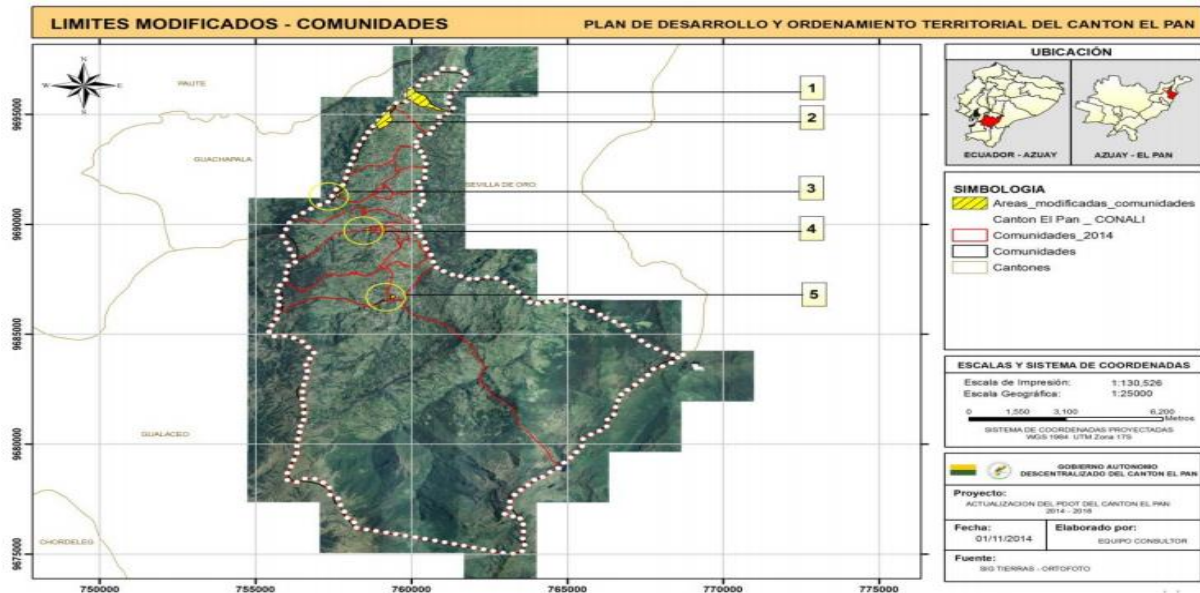 LIMITES MODIFICADOS - COMUNIDADES
PLAN DE DESARROLLO Y ORDENAMIENTO TERRITORIAL DEL CANTON EL PAN
N
W E
S
PAUTE
GUACHAPALA
SEVILLA DE ORO
GUALACEO
CHORDELEG
1
2
3
4
5
9695000
9690000
9685000
9680000
9675000
750000
755000
760000
765000
770000
775000
UBICACIÓN
ECUADOR - AZUAY
AZUAY - EL PAN
SIMBOLOGIA
Areas_modificadas_comunidades
Canton El Pan _ CONALI
Comunidades_2014
Comunidades
Cantones
ESCALAS Y SISTEMA DE COORDENADAS
Escala de Impresión: 1:130,526
Escala Geográfica: 1:25000
0 1,550 3,100 6,200
Metros
SISTEMA DE COORDENADAS PROYECTADAS
WGS 1984 UTM Zona 17S
GOBIERNO AUTONOMO
DESCENTRALIZADO DEL CANTON EL PAN
Proyecto:
ACTUALIZACION DEL PDOT DEL CANTON EL PAN
2014 - 2018
Fecha:
01/11/2014
Elaborado por:
EQUIPO CONSULTOR
Fuente:
SIG TIERRAS - ORTOFOTO